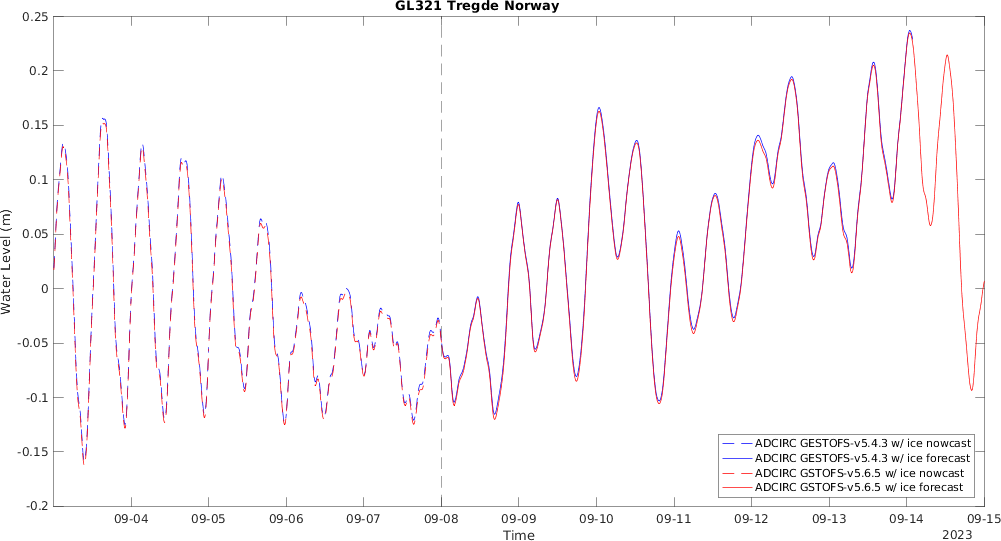 GL321 Tregde Norway
0.25
0.2
0.15
0.1
0.05
0
-0.05
-0.1
-0.15
-0.2
Water Level (m)
09-04 09-05 09-06 09-07 09-08 09-09 09-10 09-11 09-12 09-13 09-14 09-15
Time
2023
ADCIRC GESTOFS-v5.4.3 w/ ice nowcast
ADCIRC GESTOFS-v5.4.3 w/ ice forecast
ADCIRC GSTOFS-v5.6.5 w/ ice nowcast
ADCIRC GSTOFS-v5.6.5 w/ ice forecast